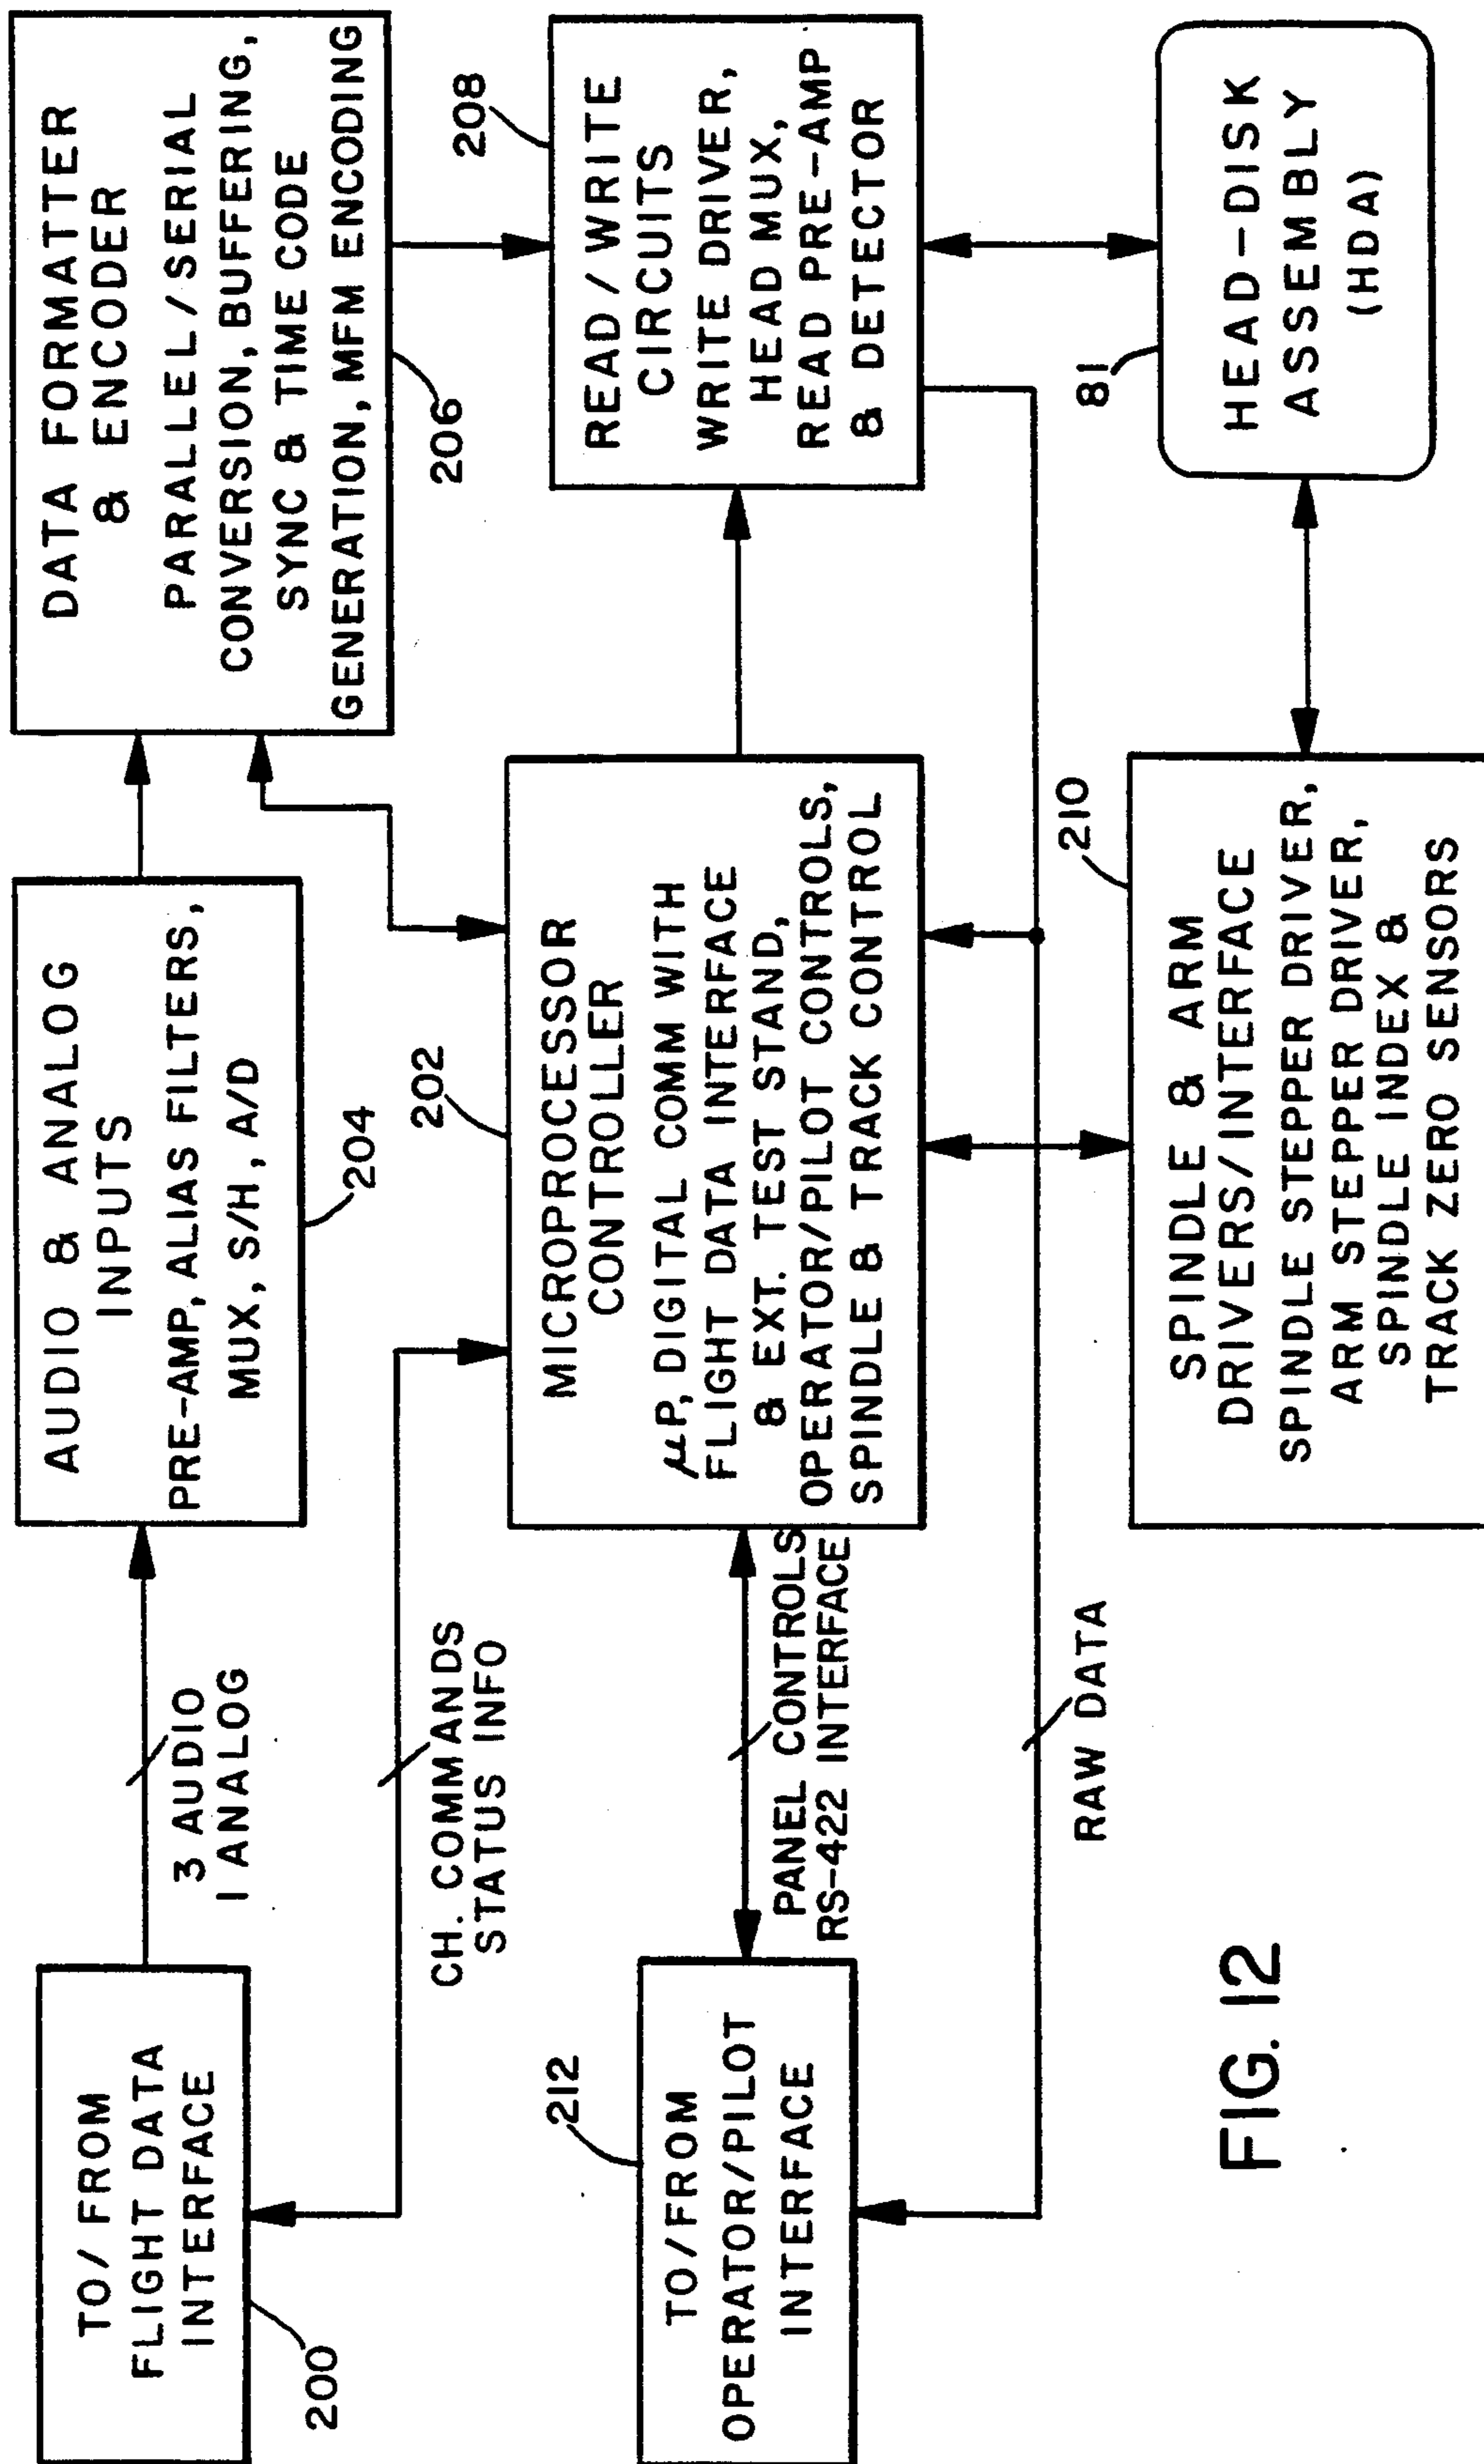 TO/FROM
FLIGHT DATA
INTERFACE
200
3 AUDIO
1 ANALOG
AUDIO & ANALOG
INPUTS
PRE-AMP, ALIAS FILTERS,
MUX, S/H, A/D
204
DATA FORMATTER
& ENCODER
PARALLEL/SERIAL
CONVERSION, BUFFERING,
SYNC & TIME CODE
GENERATION, MFM ENCODING
206
CH. COMMANDS
STATUS INFO
212
TO/FROM
OPERATOR/PILOT
INTERFACE
PANEL CONTROLS
RS-422 INTERFACE
202
MICROPROCESSOR
CONTROLLER
µP, DIGITAL COMM WITH
FLIGHT DATA INTERFACE
& EXT. TEST STAND,
OPERATOR/PILOT CONTROLS,
SPINDLE & TRACK CONTROL
208
READ/WRITE
CIRCUITS
WRITE DRIVER,
HEAD MUX,
READ PRE-AMP
& DETECTOR
RAW DATA
210
SPINDLE & ARM
DRIVERS/INTERFACE
SPINDLE STEPPER DRIVER,
ARM STEPPER DRIVER,
SPINDLE INDEX &
TRACK ZERO SENSORS
81
HEAD-DISK
ASSEMBLY
(HDA)
FIG. 12